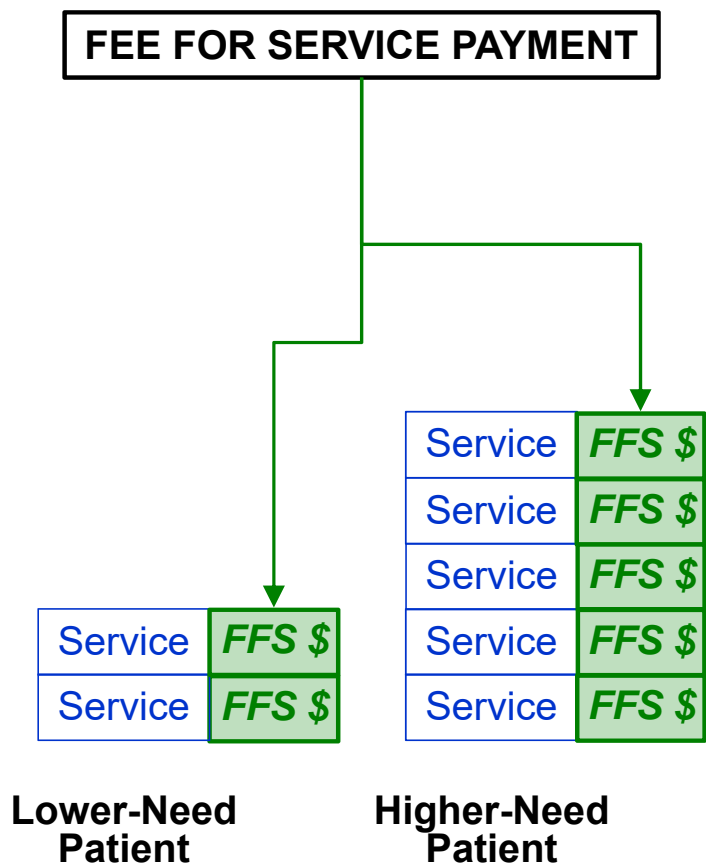 FEE FOR SERVICE PAYMENT
Service FFS $
Service FFS $
Service FFS $
Service FFS $ Service FFS $
Service FFS $ Service FFS $
Lower-Need Higher-Need
Patient Patient